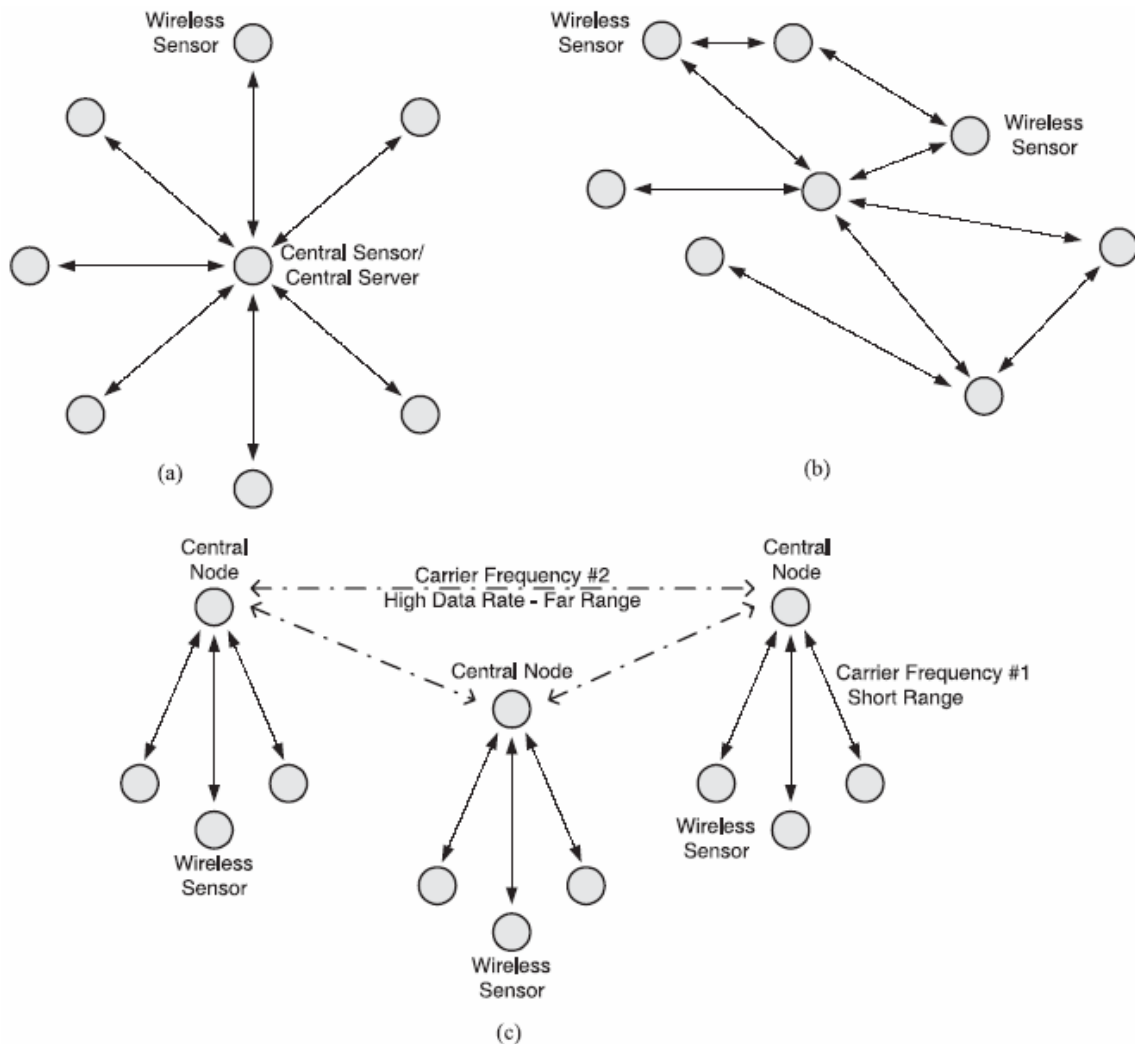 Wireless
Sensor
Central Sensor/
Central Server
(a)
Wireless
Sensor
Wireless
Sensor
(b)
Central
Node
Carrier Frequency #2
High Data Rate - Far Range
Central
Node
Central Node
Carrier Frequency #1
Short Range
Wireless
Sensor
Wireless
Sensor
Wireless
Sensor
(c)